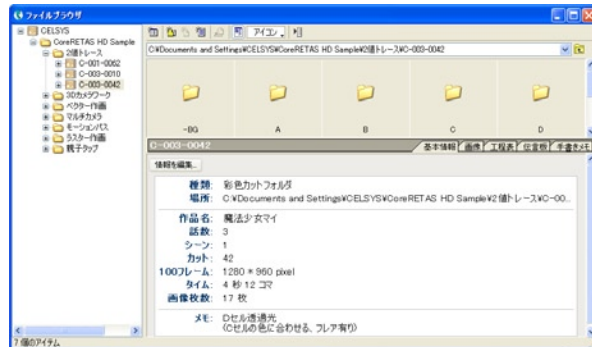 ファイルブラウザ
CELSYS
CoreRETAS HD Sample
2値トレース
C-001-0062
C-003-0010
C-003-0042
3Dカメラワーク
ベクター作画
マルチカメラ
モーションパス
ラスター作画
親子タップ
アイコン
C:¥Documents and Settings¥CELSYS¥CoreRETAS HD Sample¥2値トレース¥C-003-0042
-BG
A
B
C
D
C-003-0042
基本情報
画像
工程表
伝言板
手書きメモ
情報を編集...
種類: 彩色カットフォルダ
場所: C:¥Documents and Settings¥CELSYS¥CoreRETAS HD Sample¥2値トレース¥C-00...
作品名: 魔法少女マイ
話数: 3
シーン: 1
カット: 42
100フレーム: 1280 * 960 pixel
タイム: 4 秒 12 コマ
画像枚数: 17 枚
メモ: Dセル透過光
(Cセルの色に合わせる、フレア有り)
7 個のアイテム